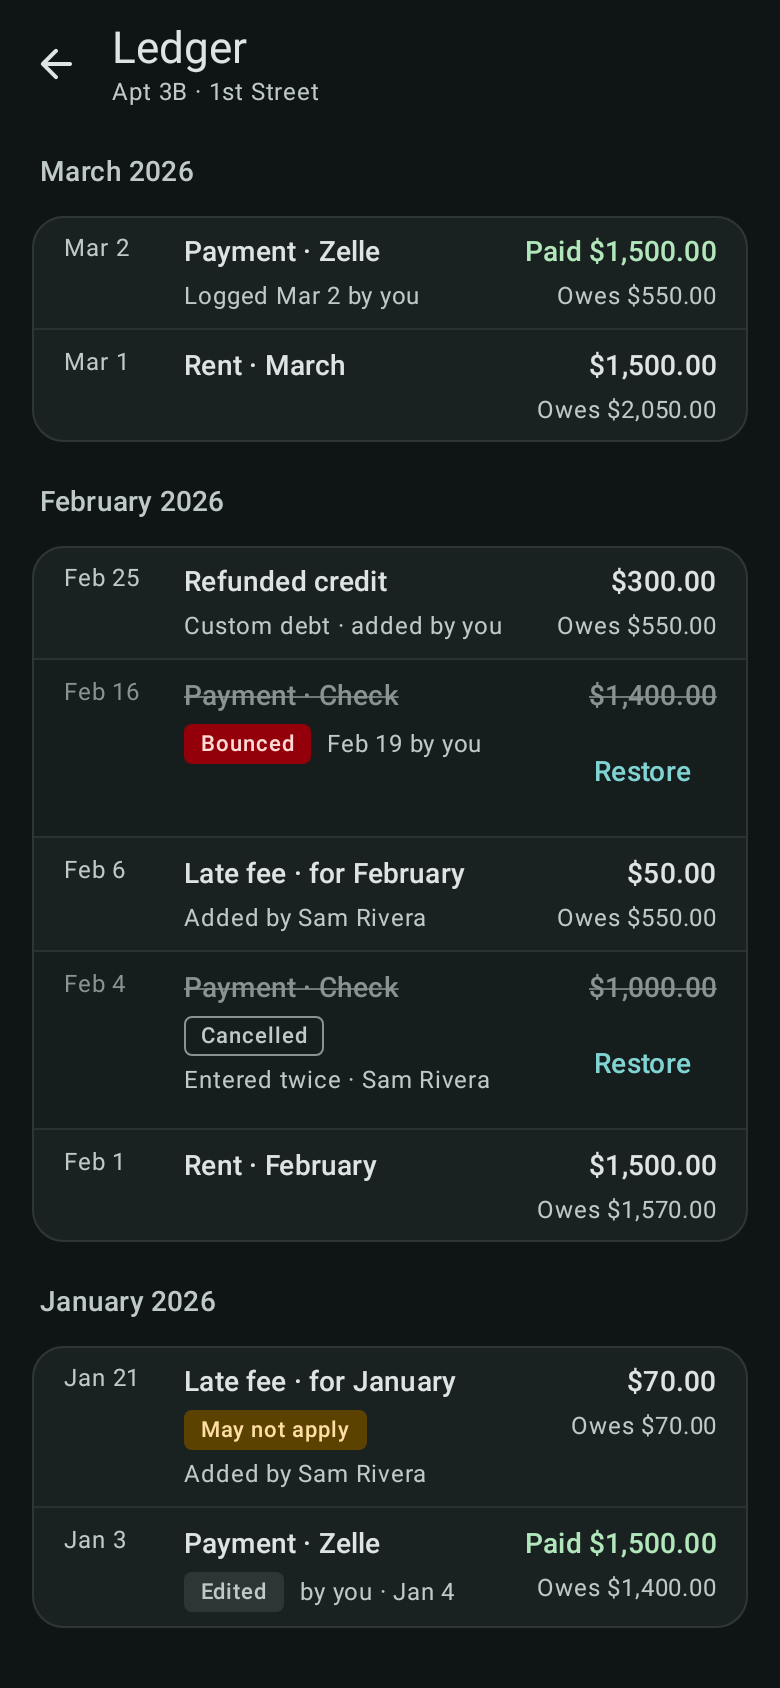 Ledger
Apt 3B · 1st Street
March 2026
Mar 2 Payment · Zelle Paid $1,500.00
Logged Mar 2 by you Owes $550.00
Mar 1 Rent · March $1,500.00
Owes $2,050.00
February 2026
Feb 25 Refunded credit $300.00
Custom debt · added by you Owes $550.00
Feb 16 Payment · Check $1,400.00
Bounced Feb 19 by you
Restore
Feb 6 Late fee · for February $50.00
Added by Sam Rivera Owes $550.00
Feb 4 Payment · Check $1,000.00
Cancelled
Restore
Entered twice · Sam Rivera
Feb 1 Rent · February $1,500.00
Owes $1,570.00
January 2026
Jan 21 Late fee · for January $70.00
May not apply Owes $70.00
Added by Sam Rivera
Jan 3 Payment · Zelle Paid $1,500.00
Edited by you · Jan 4 Owes $1,400.00